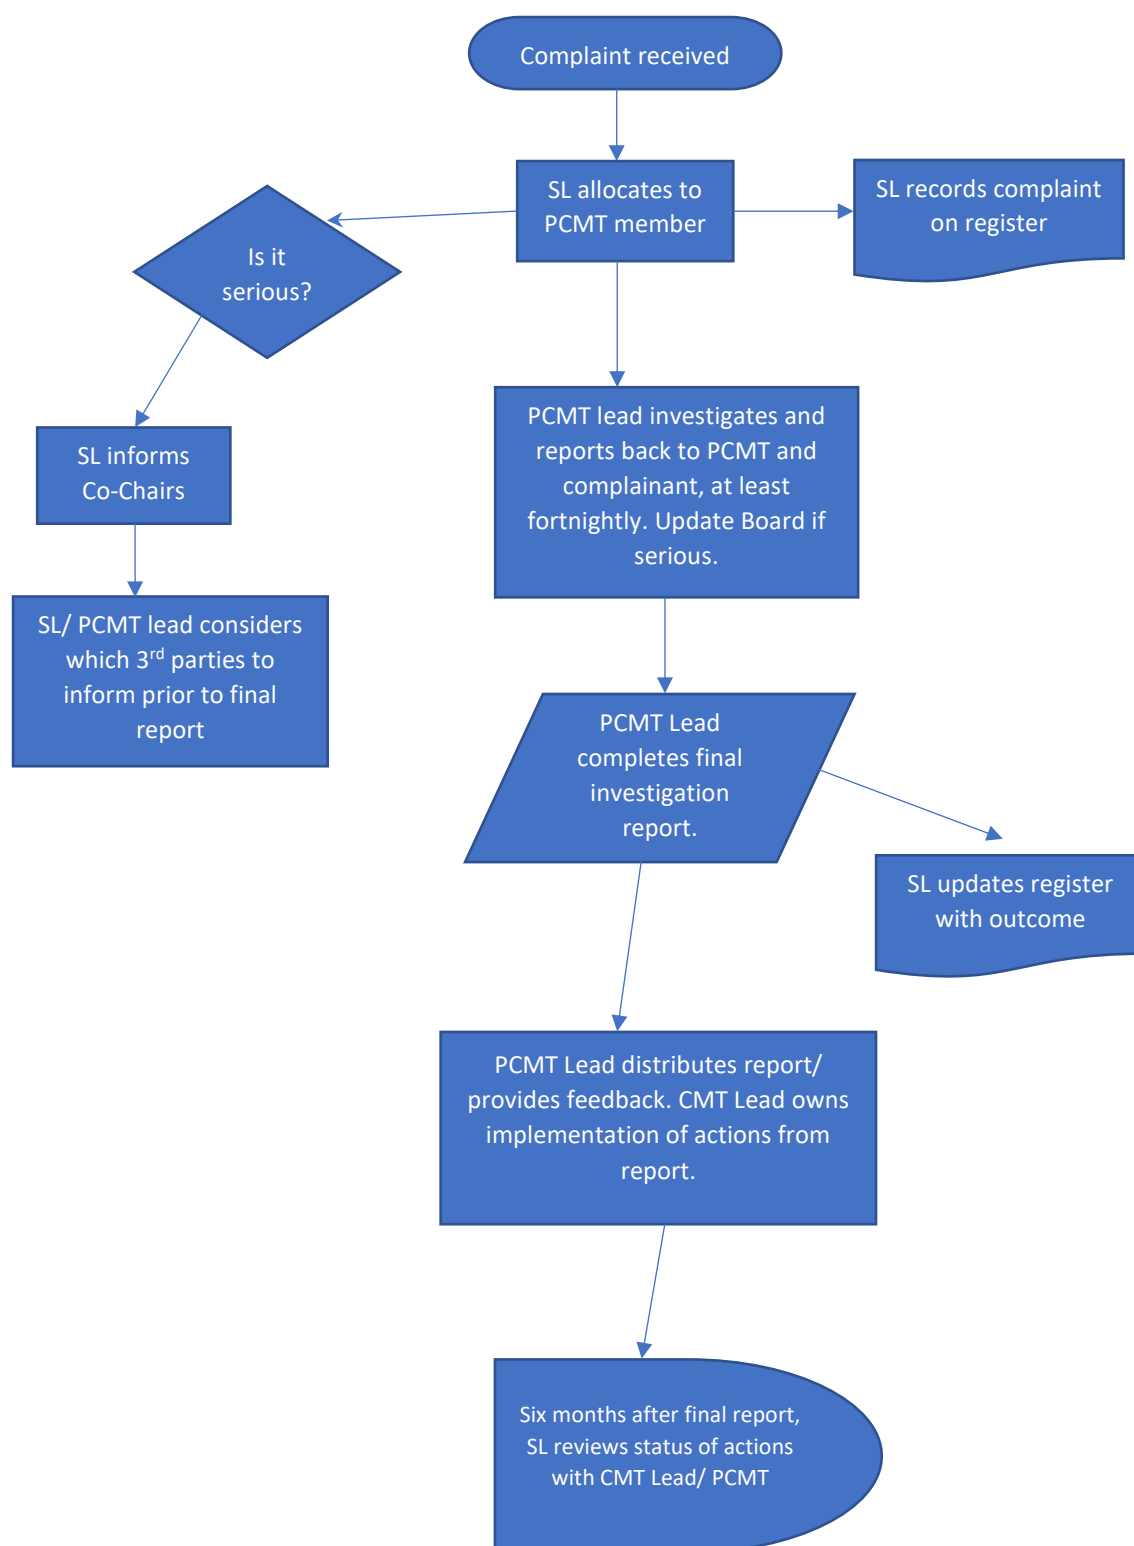 Complaint received
SL allocates to
PCMT member
SL records complaint
on register
Is it
serious?
PCMT lead investigates and
reports back to PCMT and
complainant, at least
fortnightly. Update Board if
serious.
SL informs
Co-Chairs
SL/ PCMT lead considers
which 3rd parties to
inform prior to final
report
PCMT Lead
completes final
investigation
report.
SL updates register
with outcome
PCMT Lead distributes report/
provides feedback. CMT Lead owns
implementation of actions from
report.
Six months after final report,
SL reviews status of actions
with CMT Lead/ PCMT